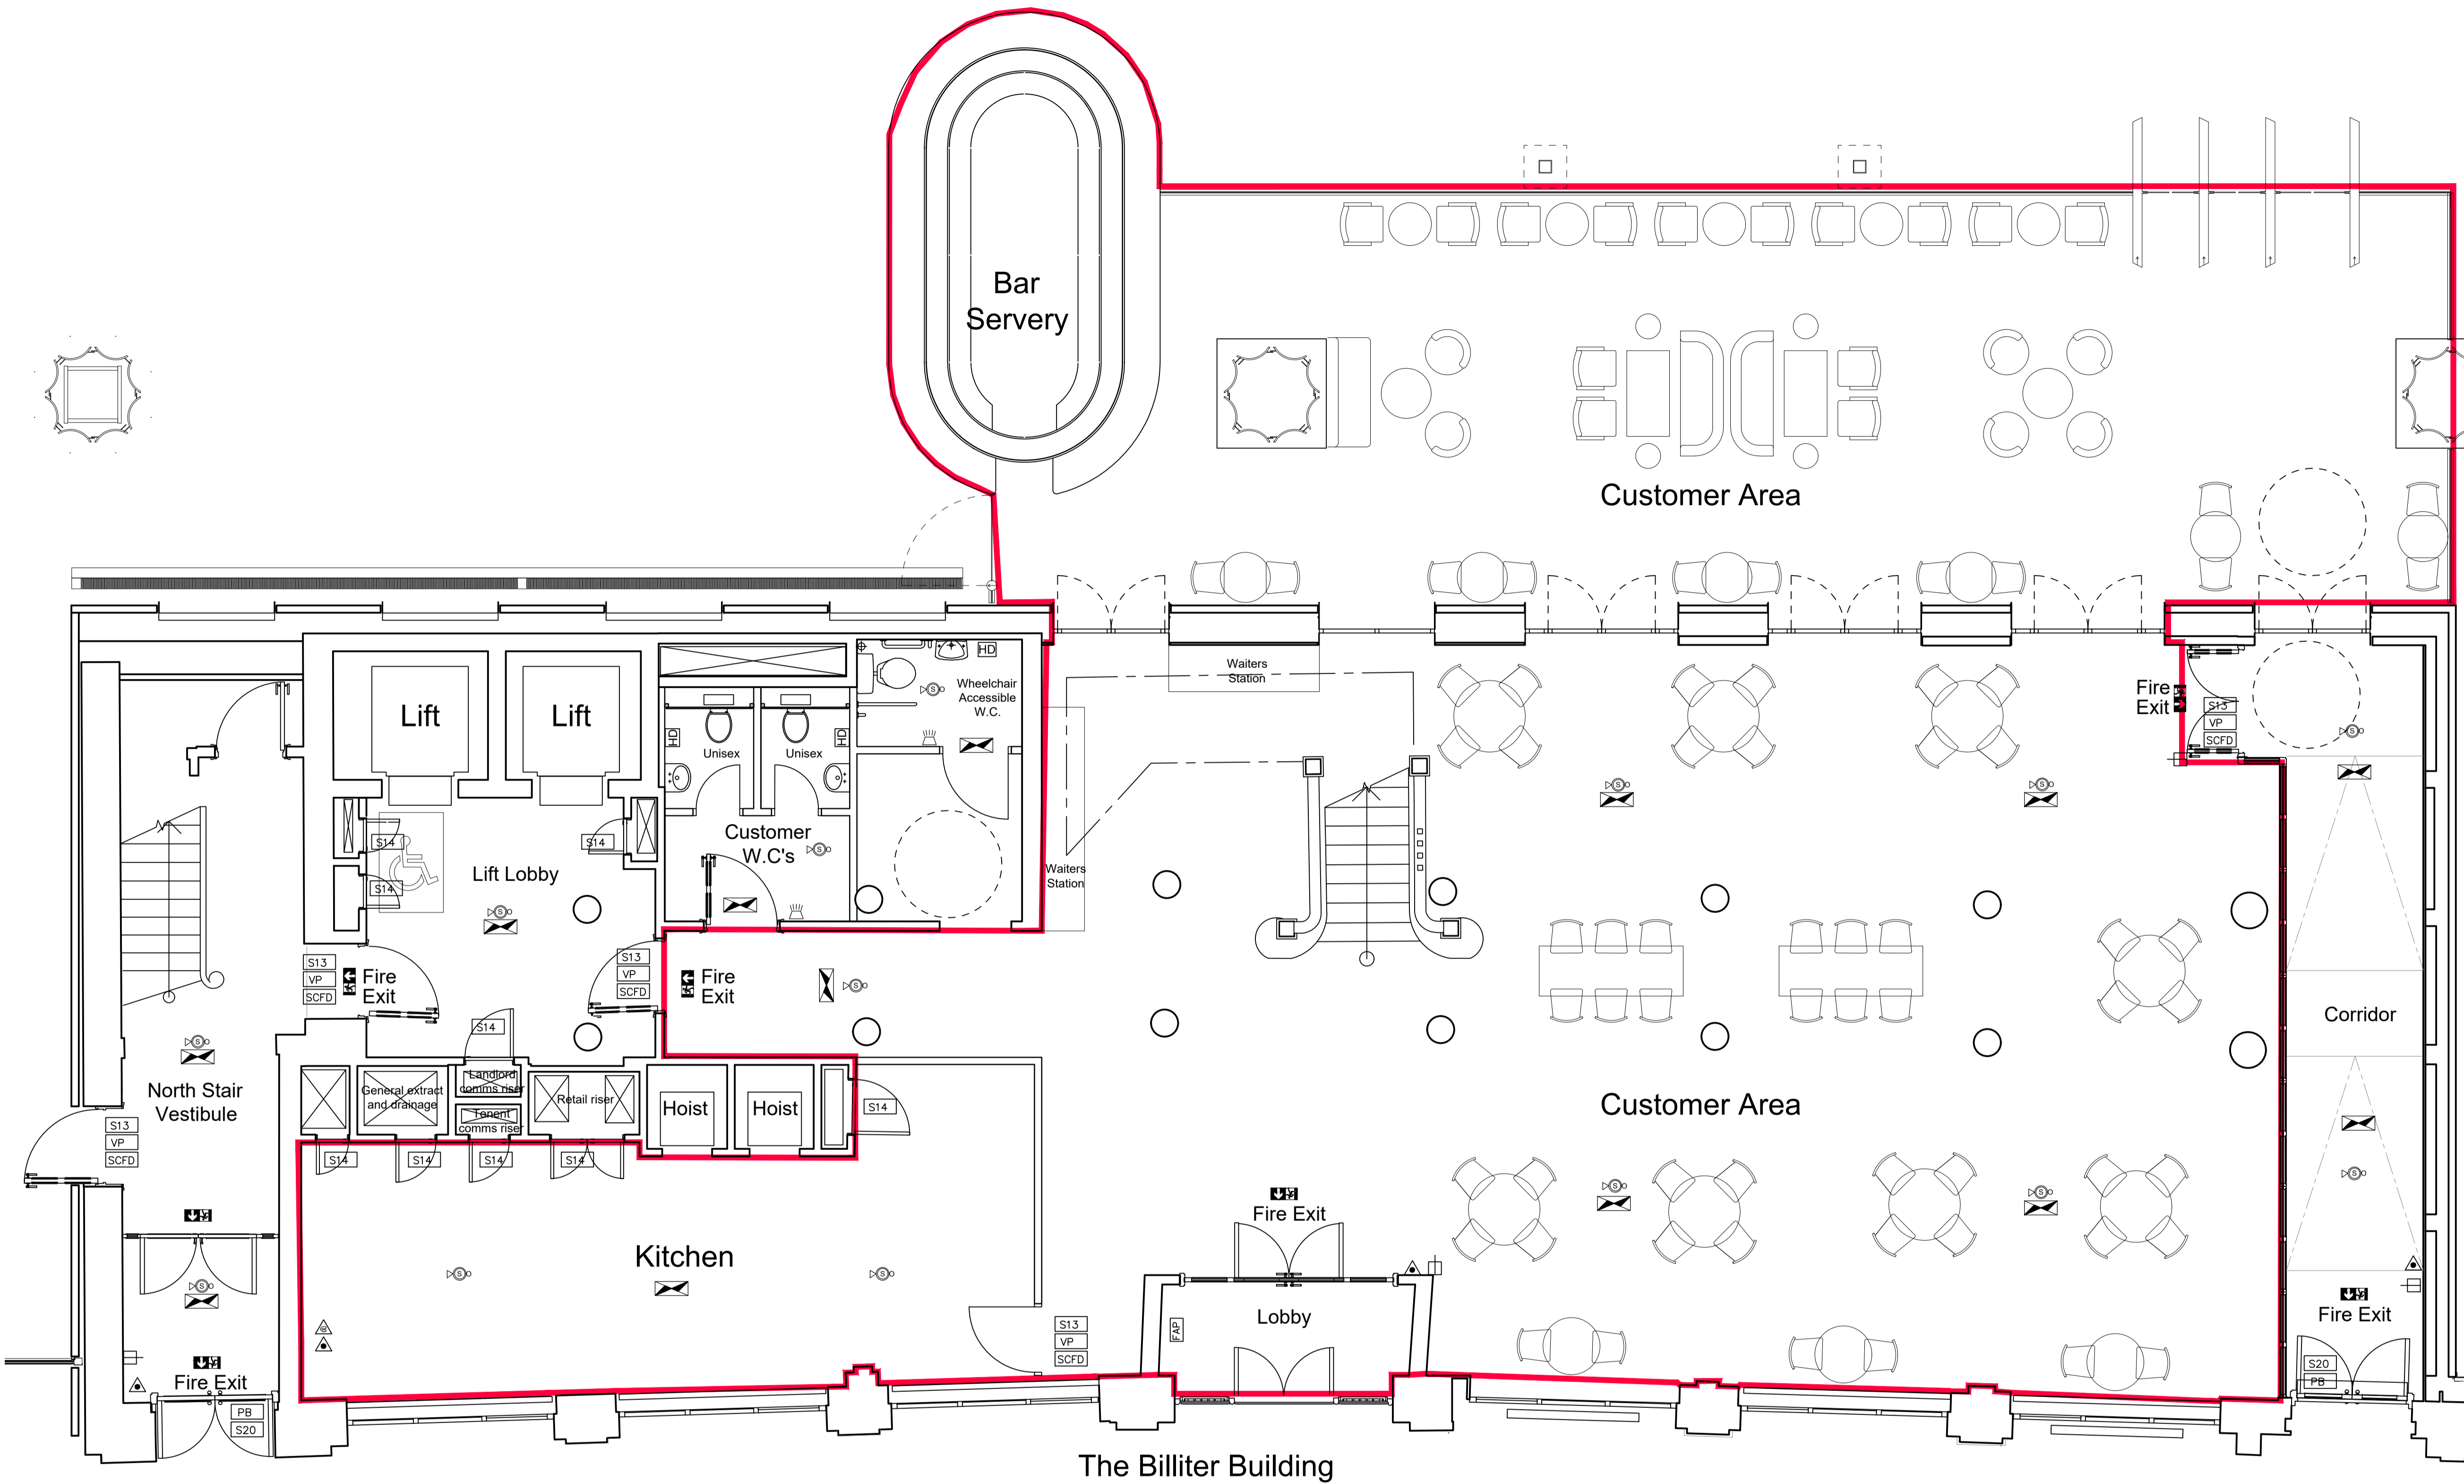 Bar
Servery
Customer Area
Waiters
Station
HD
Wheelchair
Accessible
W.C.
Lift
Lift
HD
Unisex
HD
Unisex
Fire
Exit
S13
VP
SCFD
S14
S14
S14
Customer
W.C's
Lift Lobby
Waiters
Station
S13
VP
SCFD
Fire
Exit
S13
VP
SCFD
Fire
Exit
S14
Corridor
North Stair
Vestibule
General extract
and drainage
Landlord
comms riser
Tenent
comms riser
Retail riser
Hoist
Hoist
S14
Customer Area
S13
VP
SCFD
S14
S14
S14
S14
Kitchen
Fire Exit
Lobby
FAP
S13
VP
SCFD
Fire Exit
S20
PB
Fire Exit
PB
S20
The Billiter Building